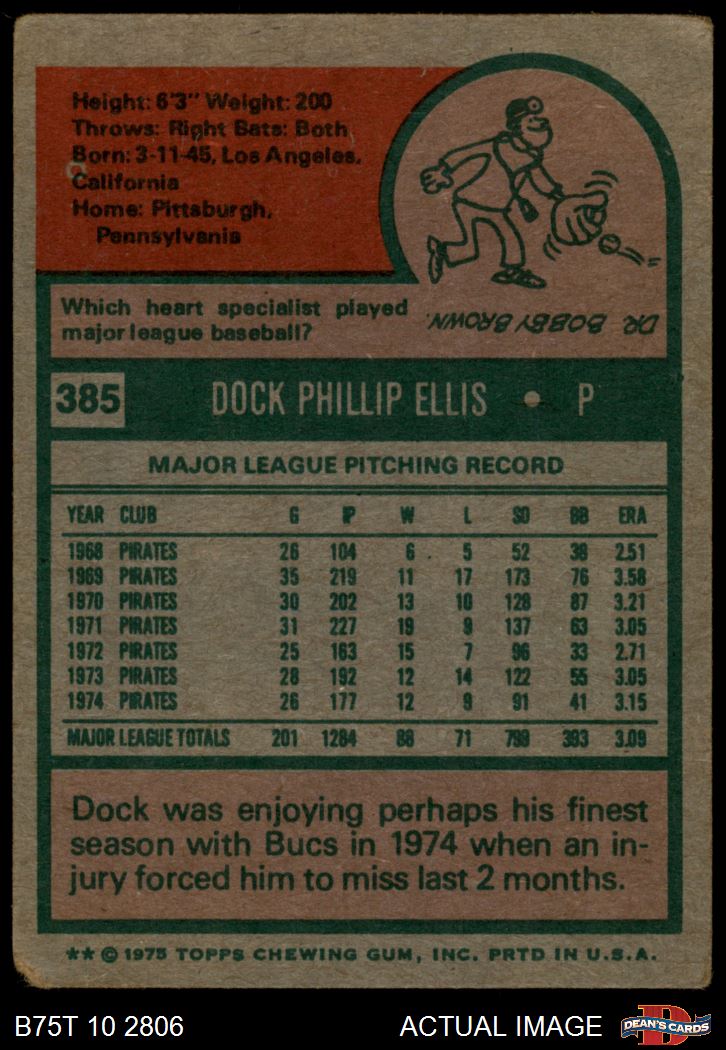 Height: 6'3" Weight: 200
Throws: Right Bats: Both
Born: 3-11-45, Los Angeles,
California
Home: Pittsburgh,
Pennsylvania
Which heart specialist played
major league baseball?
DR. BOBBY BROWN.
385 DOCK PHILLIP ELLIS • P
MAJOR LEAGUE PITCHING RECORD
YEAR CLUB G IP W L SO BB ERA
1968 PIRATES 26 104 6 5 52 38 2.51
1969 PIRATES 35 219 11 17 173 76 3.58
1970 PIRATES 30 202 13 10 128 87 3.21
1971 PIRATES 31 227 19 9 137 63 3.05
1972 PIRATES 25 163 15 7 96 33 2.71
1973 PIRATES 28 192 12 14 122 55 3.05
1974 PIRATES 26 177 12 9 91 41 3.15
MAJOR LEAGUE TOTALS 201 1284 88 71 799 393 3.09
Dock was enjoying perhaps his finest
season with Bucs in 1974 when an in-
jury forced him to miss last 2 months.
** © 1975 TOPPS CHEWING GUM, INC. PRTD IN U.S.A.
B75T 10 2806 ACTUAL IMAGE DEAN'S CARDS